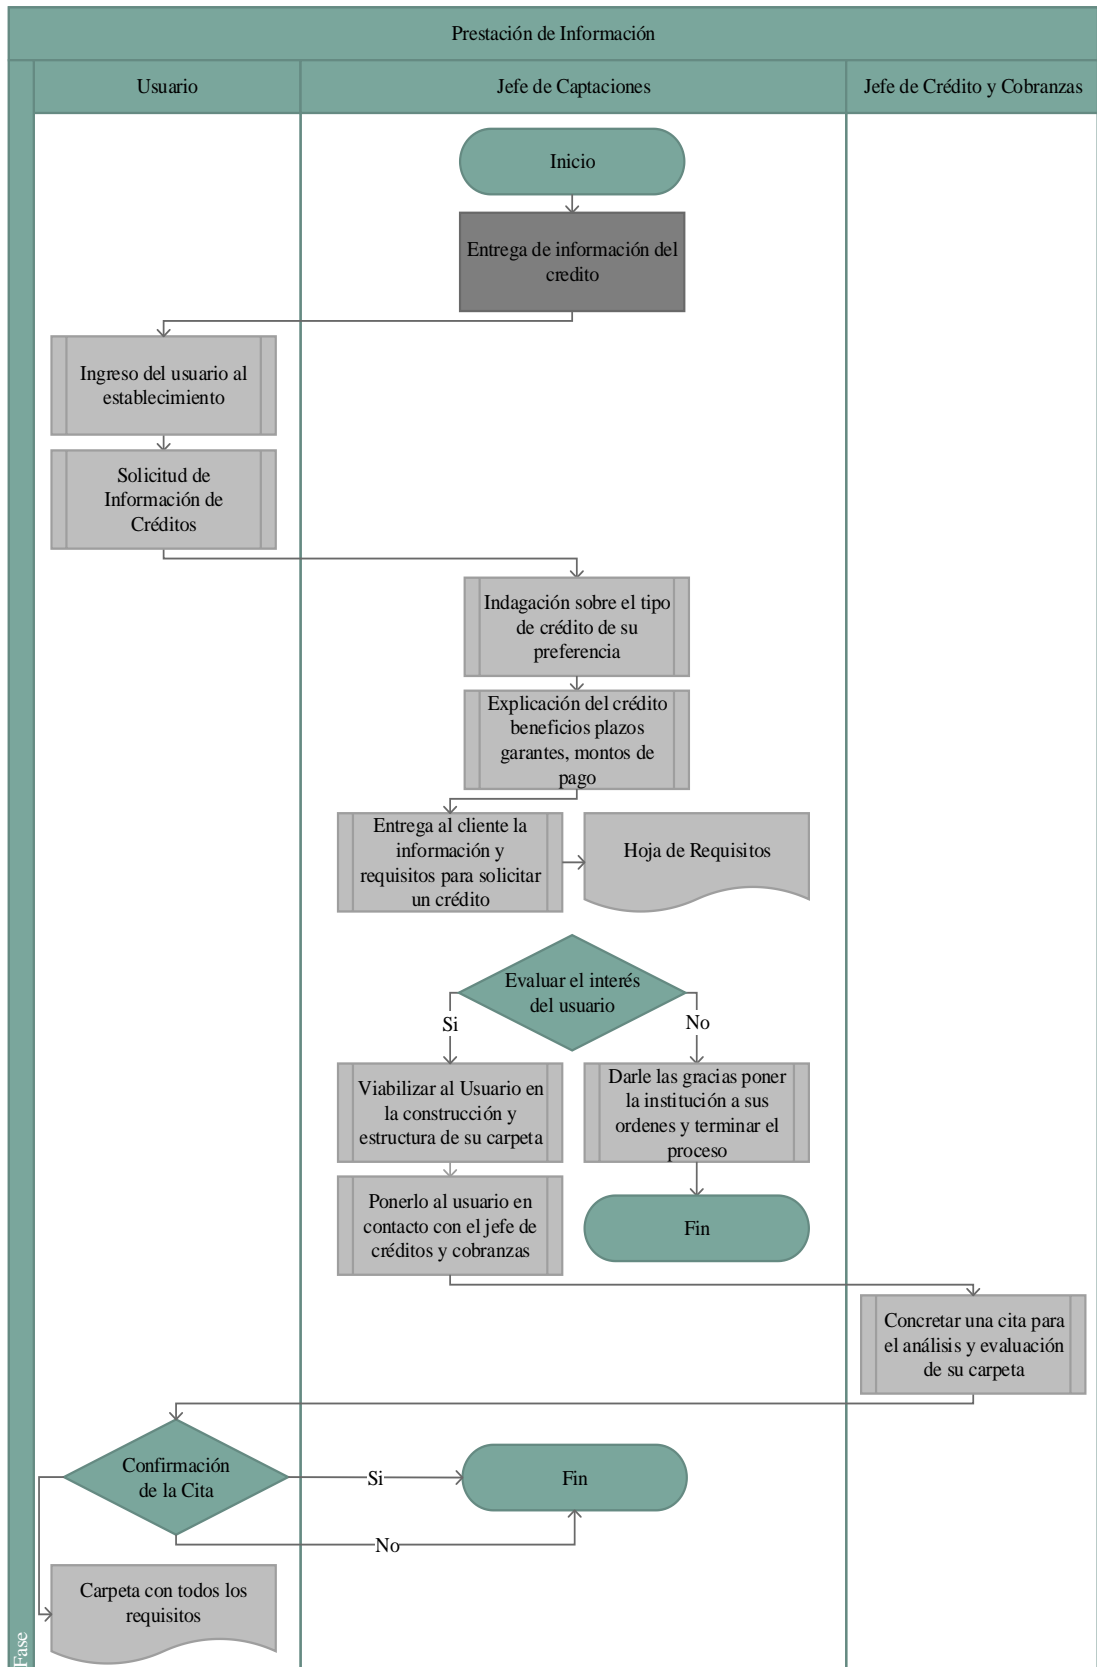 Prestación de Información
Usuario
Jefe de Captaciones
Jefe de Crédito y Cobranzas
Inicio
Entrega de información del
credito
Ingreso del usuario al
establecimiento
Solicitud de
Información de
Créditos
Indagación sobre el tipo
de crédito de su
preferencia
Explicación del crédito
beneficios plazos
garantes, montos de
pago
Entrega al cliente la
información y
requisitos para solicitar
un crédito
Hoja de Requisitos
Evaluar el interés
del usuario
Si
No
Viabilizar al Usuario en
la construcción y
estructura de su carpeta
Darle las gracias poner
la institución a sus
ordenes y terminar el
proceso
Ponerlo al usuario en
contacto con el jefe de
créditos y cobranzas
Fin
Concretar una cita para
el análisis y evaluación
de su carpeta
Confirmación
de la Cita
Si
Fin
No
Carpeta con todos los
requisitos
Fase